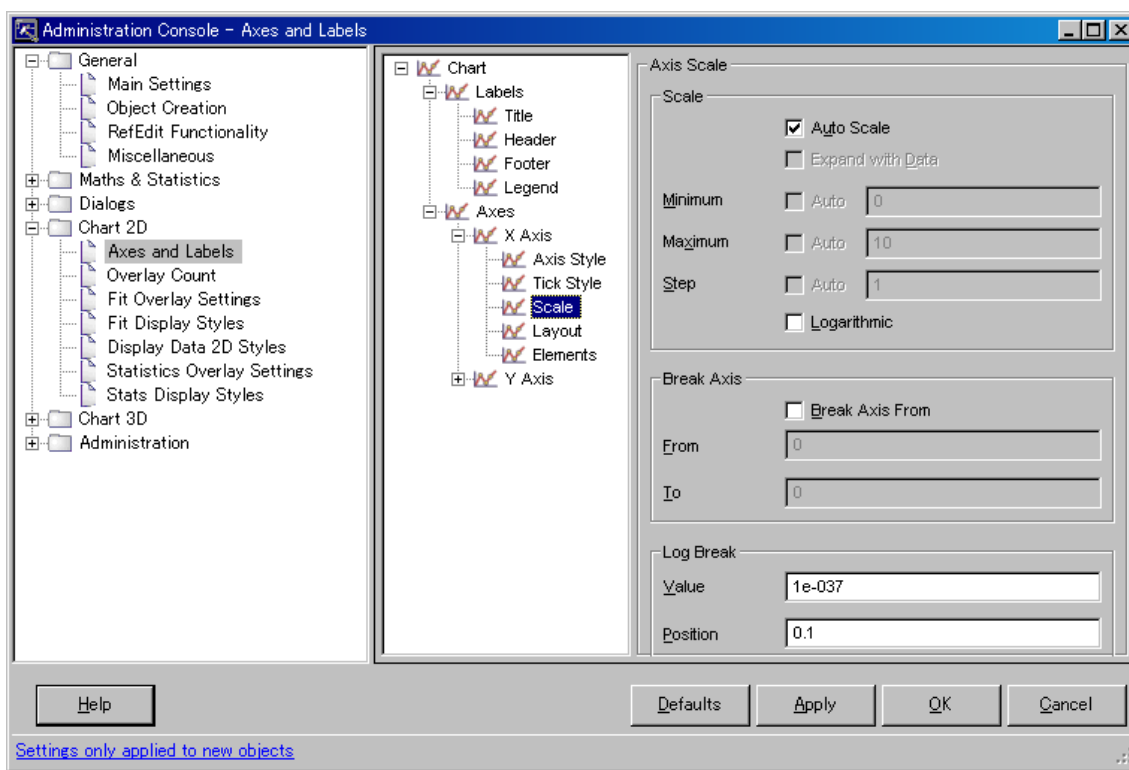 Administration Console - Axes and Labels
General
Main Settings
Object Creation
RefEdit Functionality
Miscellaneous
Maths & Statistics
Dialogs
Chart 2D
Axes and Labels
Overlay Count
Fit Overlay Settings
Fit Display Styles
Display Data 2D Styles
Statistics Overlay Settings
Stats Display Styles
Chart 3D
Administration
Chart
Labels
Title
Header
Footer
Legend
Axes
X Axis
Axis Style
Tick Style
Scale
Layout
Elements
Y Axis
Axis Scale
Scale
Auto Scale
Expand with Data
Minimum Auto 0
Maximum Auto 10
Step Auto 1
Logarithmic
Break Axis
Break Axis From
From 0
To 0
Log Break
Value 1e-037
Position 0.1
Help Defaults Apply OK Cancel
Settings only applied to new objects